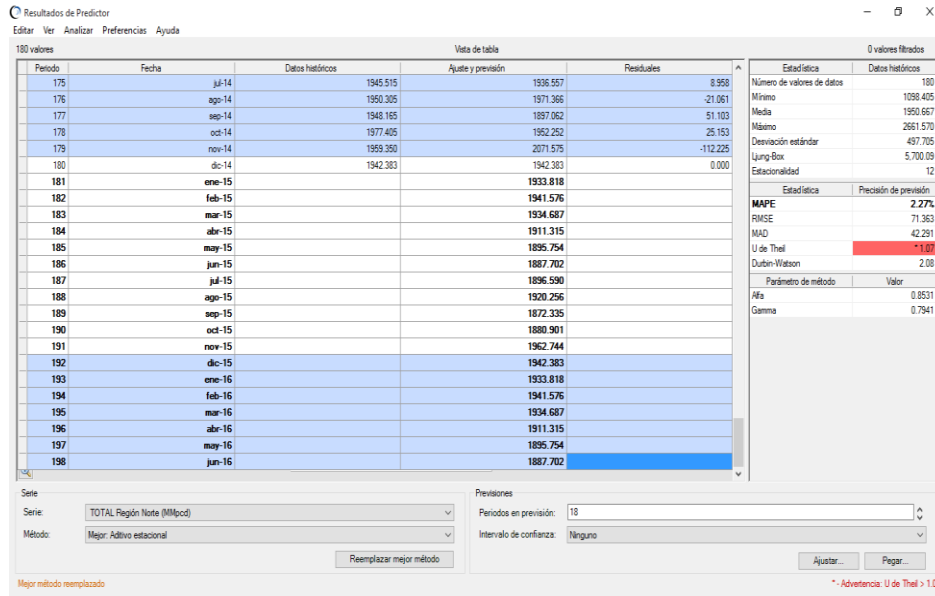 Resultados de Predictor
Editar Ver Analizar Preferencias Ayuda
180 valores Vista de tabla 0 valores filtrados
Periodo Fecha Datos históricos Ajuste y previsión Residuales
175 jul-14 1945.515 1936.557 8.958
176 ago-14 1950.305 1971.366 -21.061
177 sep-14 1948.165 1897.062 51.103
178 oct-14 1977.405 1952.252 25.153
179 nov-14 1959.350 2071.575 -112.225
180 dic-14 1942.383 1942.383 0.000
181 ene-15 1933.818
182 feb-15 1941.576
183 mar-15 1934.687
184 abr-15 1911.315
185 may-15 1895.754
186 jun-15 1887.702
187 jul-15 1896.590
188 ago-15 1920.256
189 sep-15 1872.335
190 oct-15 1880.901
191 nov-15 1962.744
192 dic-15 1942.383
193 ene-16 1933.818
194 feb-16 1941.576
195 mar-16 1934.687
196 abr-16 1911.315
197 may-16 1895.754
198 jun-16 1887.702
Estadística Datos históricos
Número de valores de datos 180
Mínimo 1098.405
Media 1950.667
Máximo 2661.570
Desviación estándar 497.705
Ljung-Box 5,700.09
Estacionalidad 12
Estadística Precisión de previsión
MAPE 2.27%
RMSE 71.363
MAD 42.291
U de Theil * 1.07
Durbin-Watson 2.08
Parámetro de método Valor
Alfa 0.8531
Gamma 0.7941
Serie
Serie: TOTAL Región Norte (MMpcd)
Método: Mejor: Aditivo estacional
Reemplazar mejor método
Previsiones
Periodos en previsión: 18
Intervalo de confianza: Ninguno
Ajustar... Pegar...
Mejor método reemplazado
* - Advertencia: U de Theil > 1.0